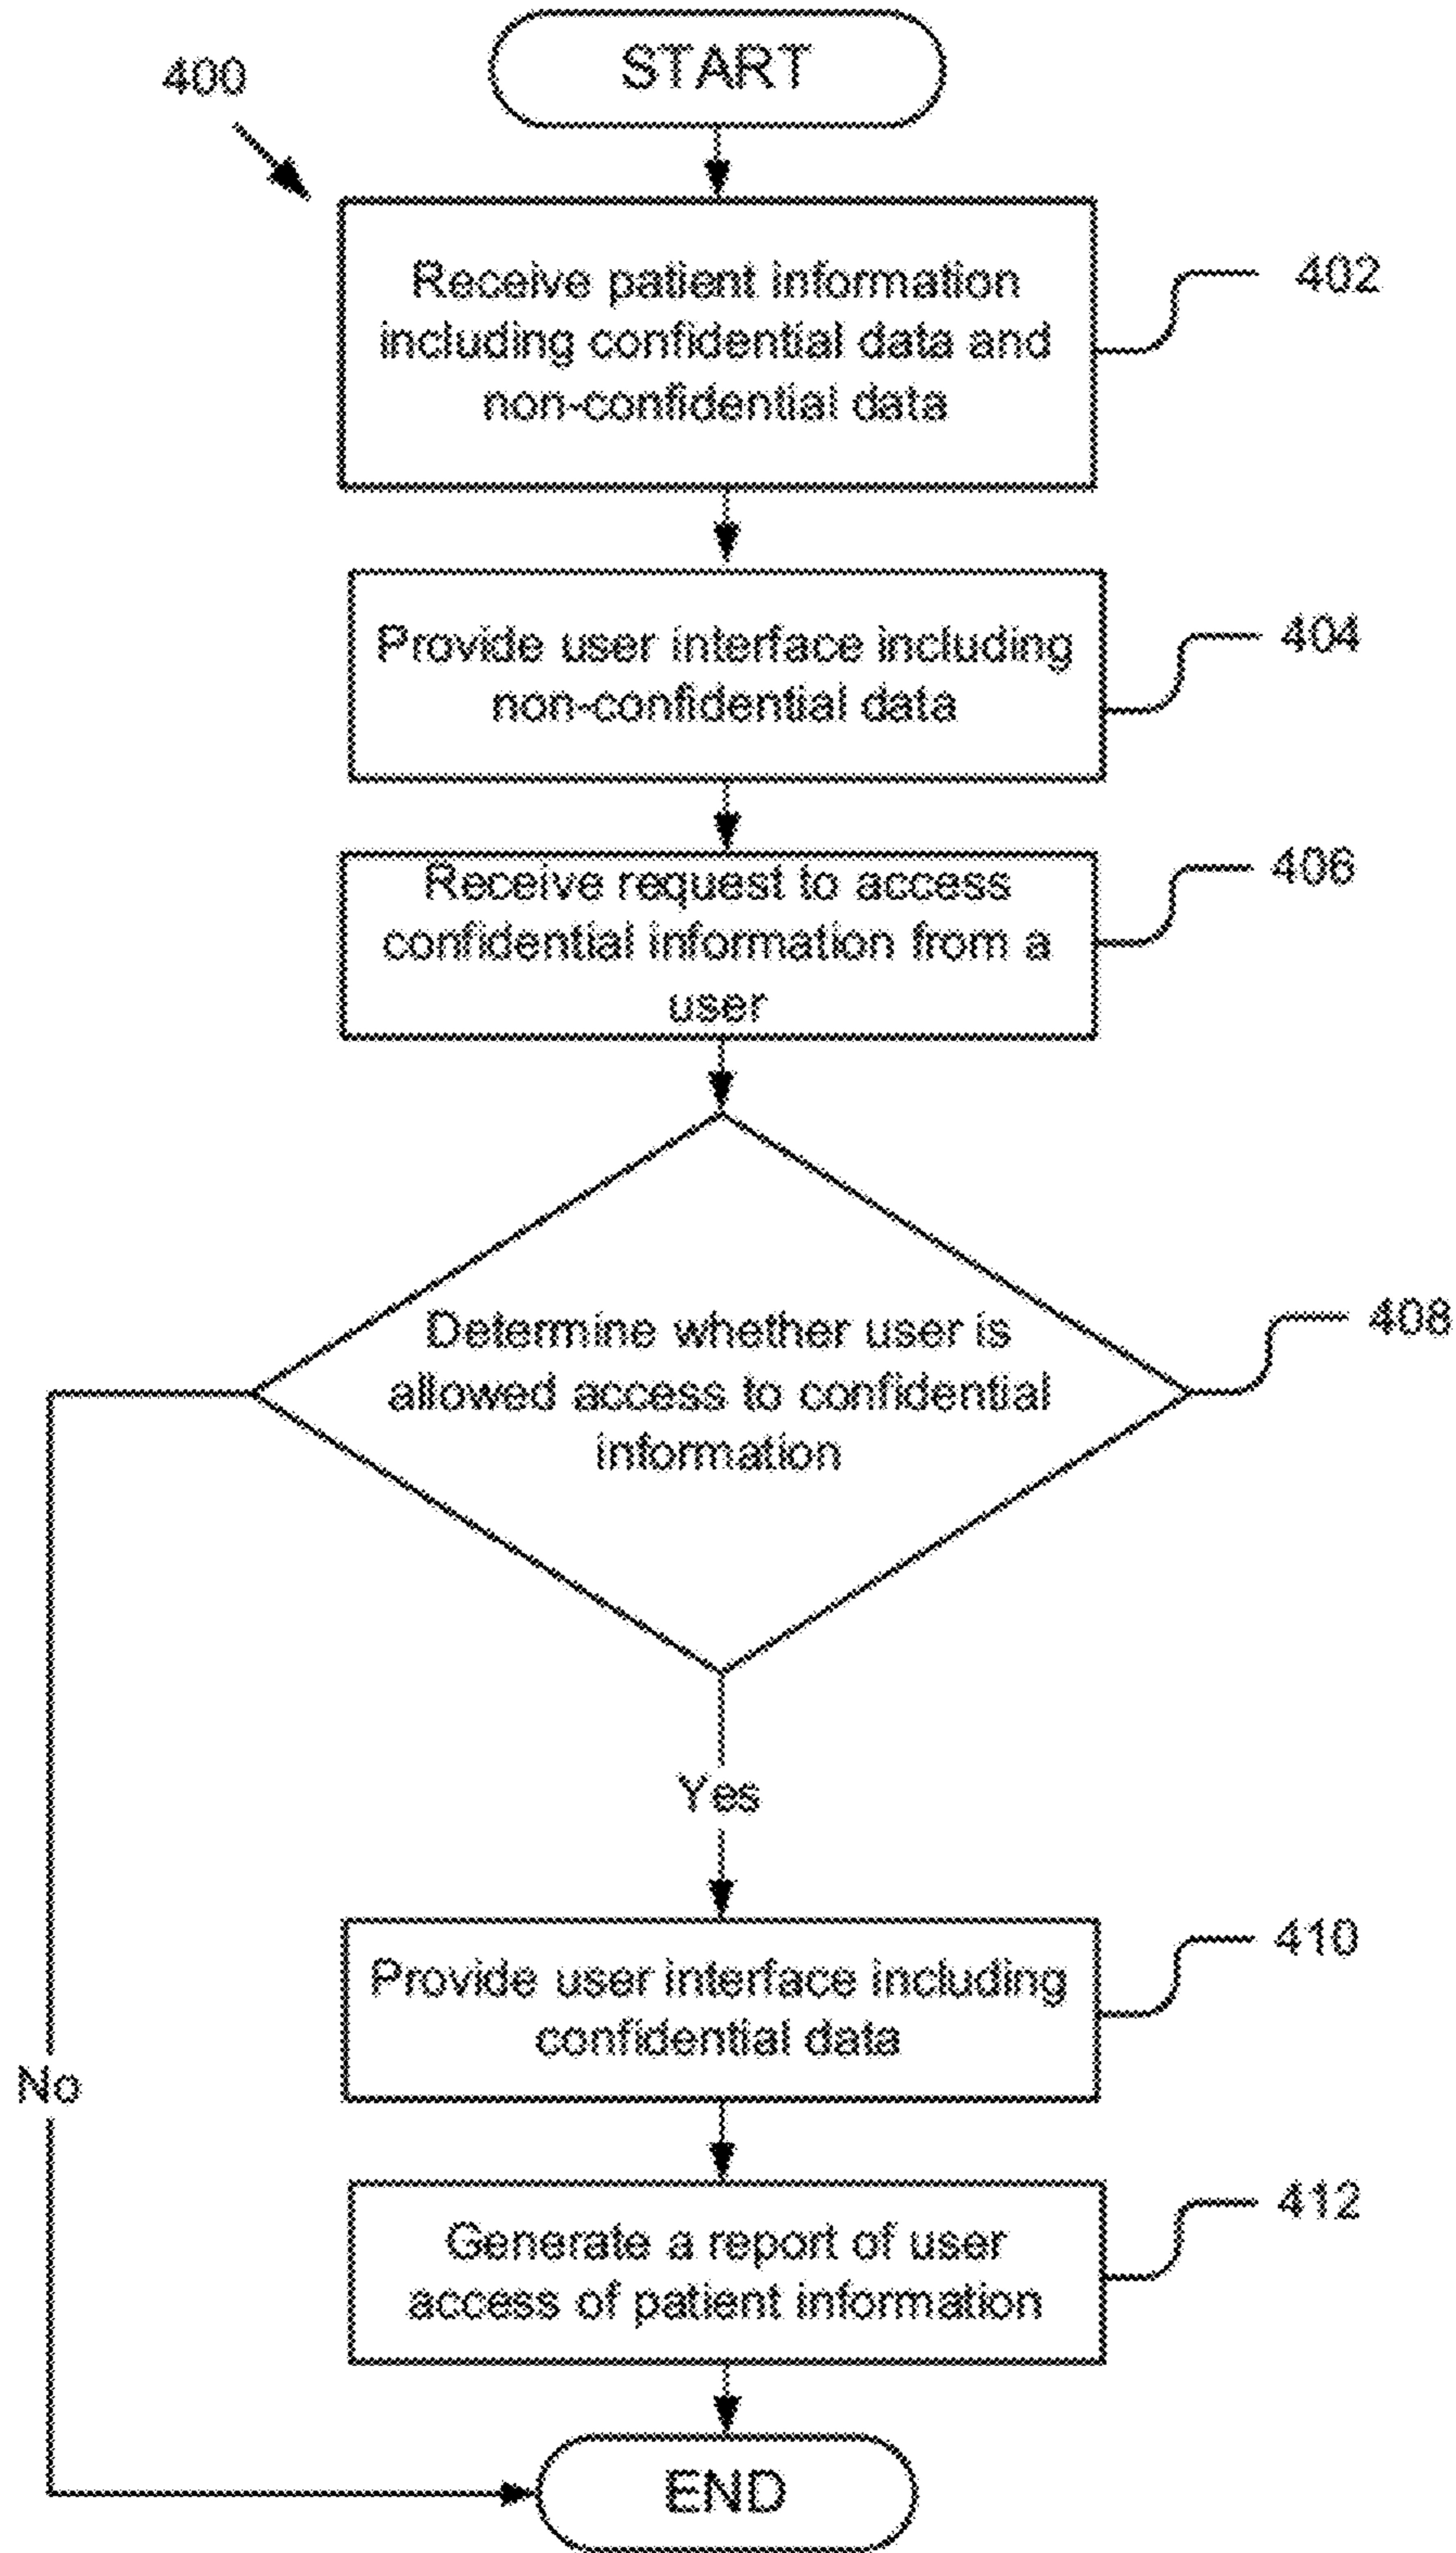 START
400
Receive patient information
including confidential data and
non-confidential data
402
Provide user interface including
non-confidential data
404
Receive request to access
confidential information from a
user
406
Determine whether user is
allowed access to confidential
information
408
Yes
Provide user interface including
confidential data
410
No
Generate a report of user
access of patient information
412
END